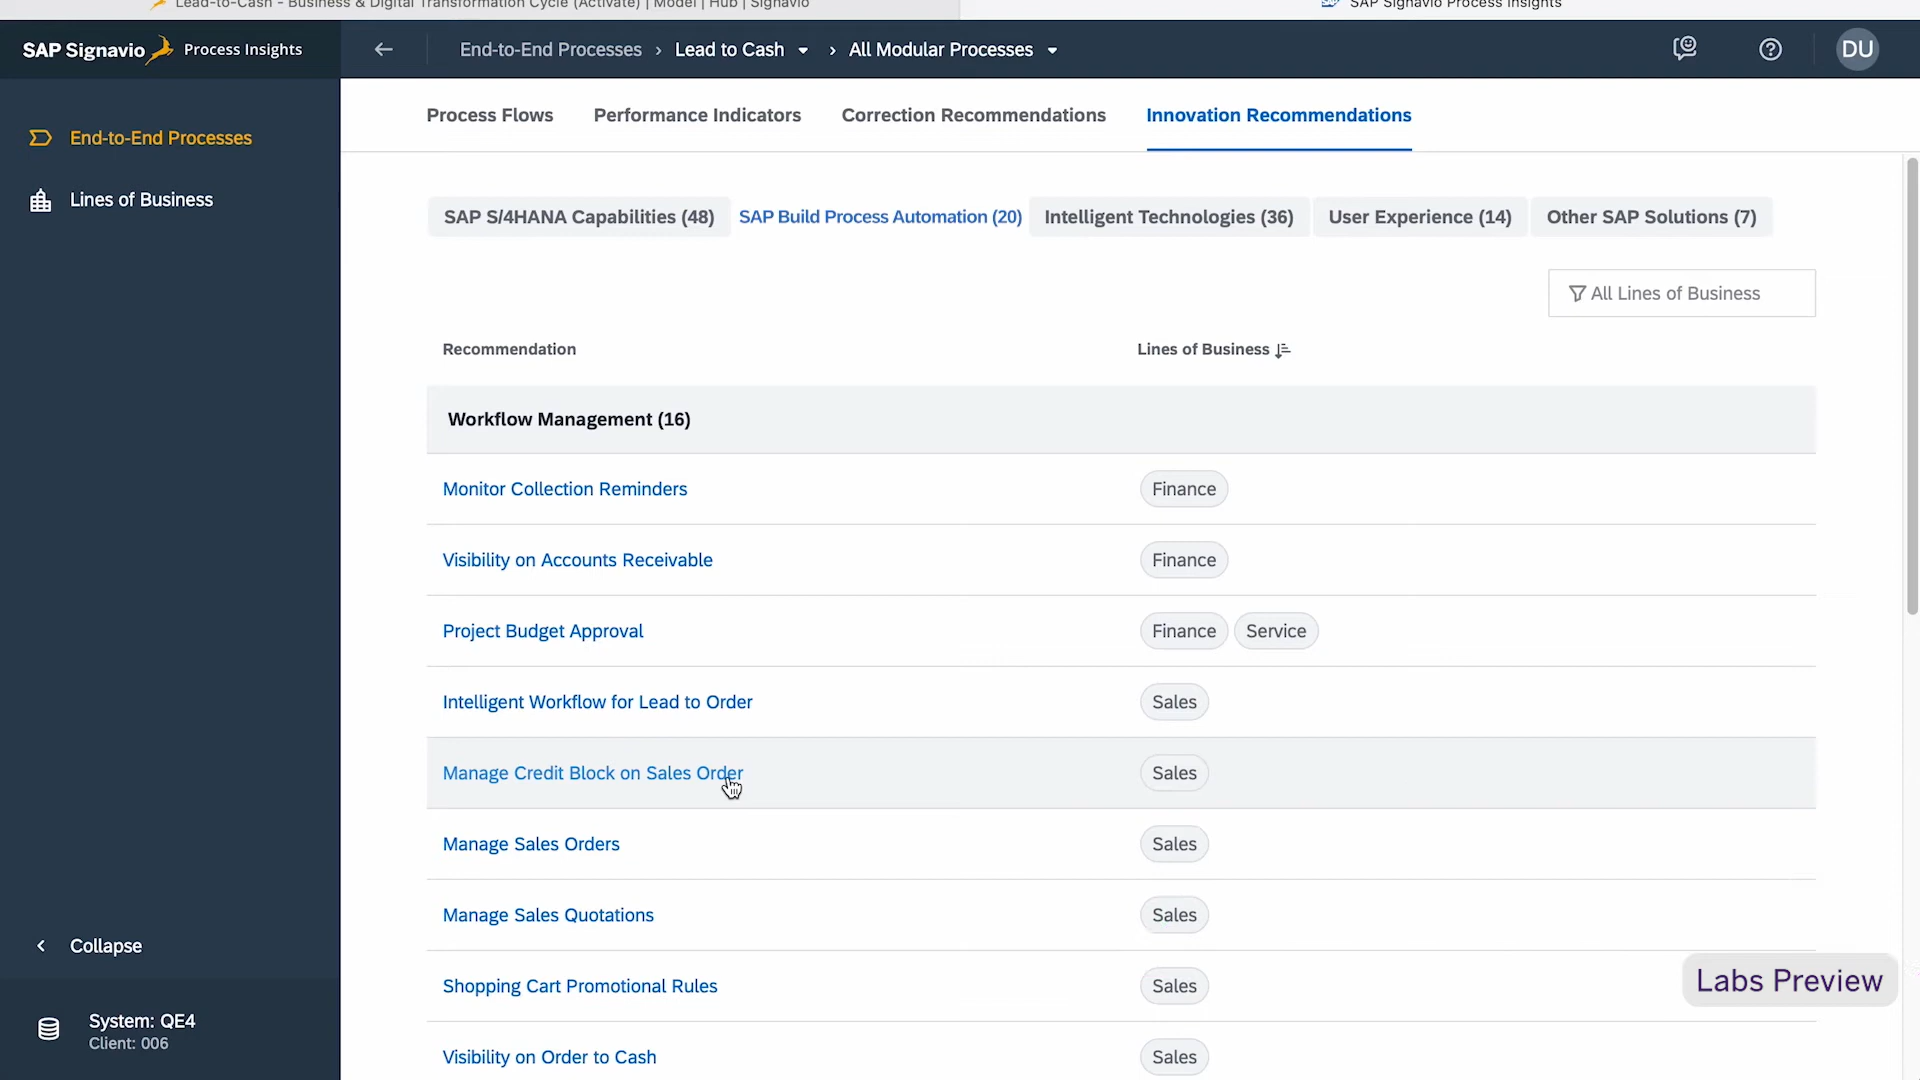 Lead-to-Cash - Business & Digital Transformation Cycle (Activate) | Model | Hub | Signavio
SAP Signavio Process Insights
SAP Signavio Process Insights
End-to-End Processes › Lead to Cash › All Modular Processes
DU
End-to-End Processes
Lines of Business
Process Flows Performance Indicators Correction Recommendations Innovation Recommendations
SAP S/4HANA Capabilities (48) SAP Build Process Automation (20) Intelligent Technologies (36) User Experience (14) Other SAP Solutions (7)
All Lines of Business
Recommendation Lines of Business
Workflow Management (16)
Monitor Collection Reminders Finance
Visibility on Accounts Receivable Finance
Project Budget Approval Finance Service
Intelligent Workflow for Lead to Order Sales
Manage Credit Block on Sales Order Sales
Manage Sales Orders Sales
Manage Sales Quotations Sales
Shopping Cart Promotional Rules Sales
Visibility on Order to Cash Sales
Labs Preview
Collapse
System: QE4
Client: 006